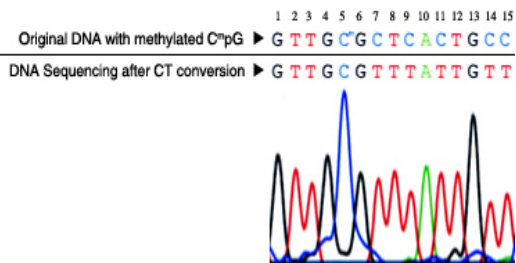 1 2 3 4 5 6 7 8 9 10 11 12 13 14 15
Original DNA with methylated CᵐpG ▶ G T T G CᵐG C T C A C T G C C
DNA Sequencing after CT conversion ▶ G T T G C G T T T A T T G T T